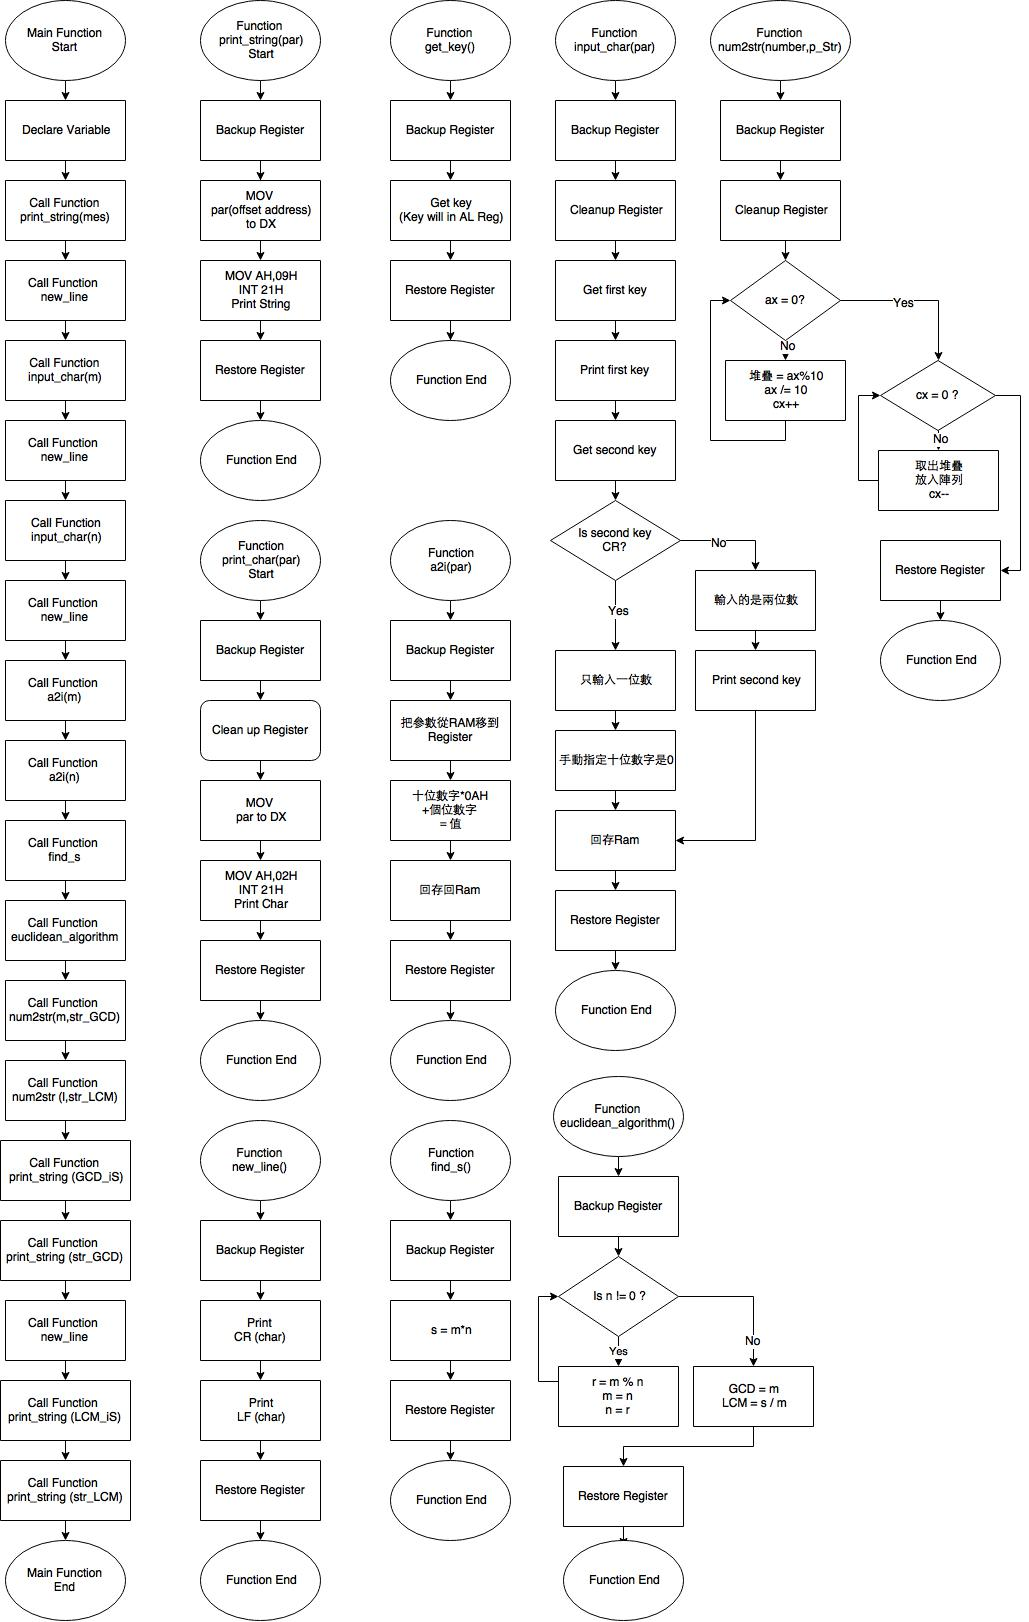 Main Function
Start
Declare Variable
Call Function
print_string(mes)
Call Function
new_line
Call Function
input_char(m)
Call Function
new_line
Call Function
input_char(n)
Call Function
new_line
Call Function
a2i(m)
Call Function
a2i(n)
Call Function
find_s
Call Function
euclidean_algorithm
Call Function
num2str(m,str_GCD)
Call Function
num2str (l,str_LCM)
Call Function
print_string (GCD_iS)
Call Function
print_string (str_GCD)
Call Function
new_line
Call Function
print_string (LCM_iS)
Call Function
print_string (str_LCM)
Main Function
End
Function
print_string(par)
Start
Backup Register
MOV
par(offset address)
to DX
MOV AH,09H
INT 21H
Print String
Restore Register
Function End
Function
print_char(par)
Start
Backup Register
Clean up Register
MOV
par to DX
MOV AH,02H
INT 21H
Print Char
Restore Register
Function End
Function
new_line()
Backup Register
Print
CR (char)
Print
LF (char)
Restore Register
Function End
Function
get_key()
Backup Register
Get key
(Key will in AL Reg)
Restore Register
Function End
Function
a2i(par)
Backup Register
把參數從RAM移到
Register
十位數字*0AH
+個位數字
= 值
回存回Ram
Restore Register
Function End
Function
find_s()
Backup Register
s = m*n
Restore Register
Function End
Function
input_char(par)
Backup Register
Cleanup Register
Get first key
Print first key
Get second key
Is second key
CR?
No
Yes
輸入的是兩位數
Print second key
只輸入一位數
手動指定十位數字是0
回存Ram
Restore Register
Function End
Function
euclidean_algorithm()
Backup Register
Is n != 0 ?
Yes
No
r = m % n
m = n
n = r
GCD = m
LCM = s / m
Restore Register
Function End
Function
num2str(number,p_Str)
Backup Register
Cleanup Register
ax = 0?
Yes
No
堆疊 = ax%10
ax /= 10
cx++
cx = 0 ?
No
取出堆疊
放入陣列
cx--
Restore Register
Function End